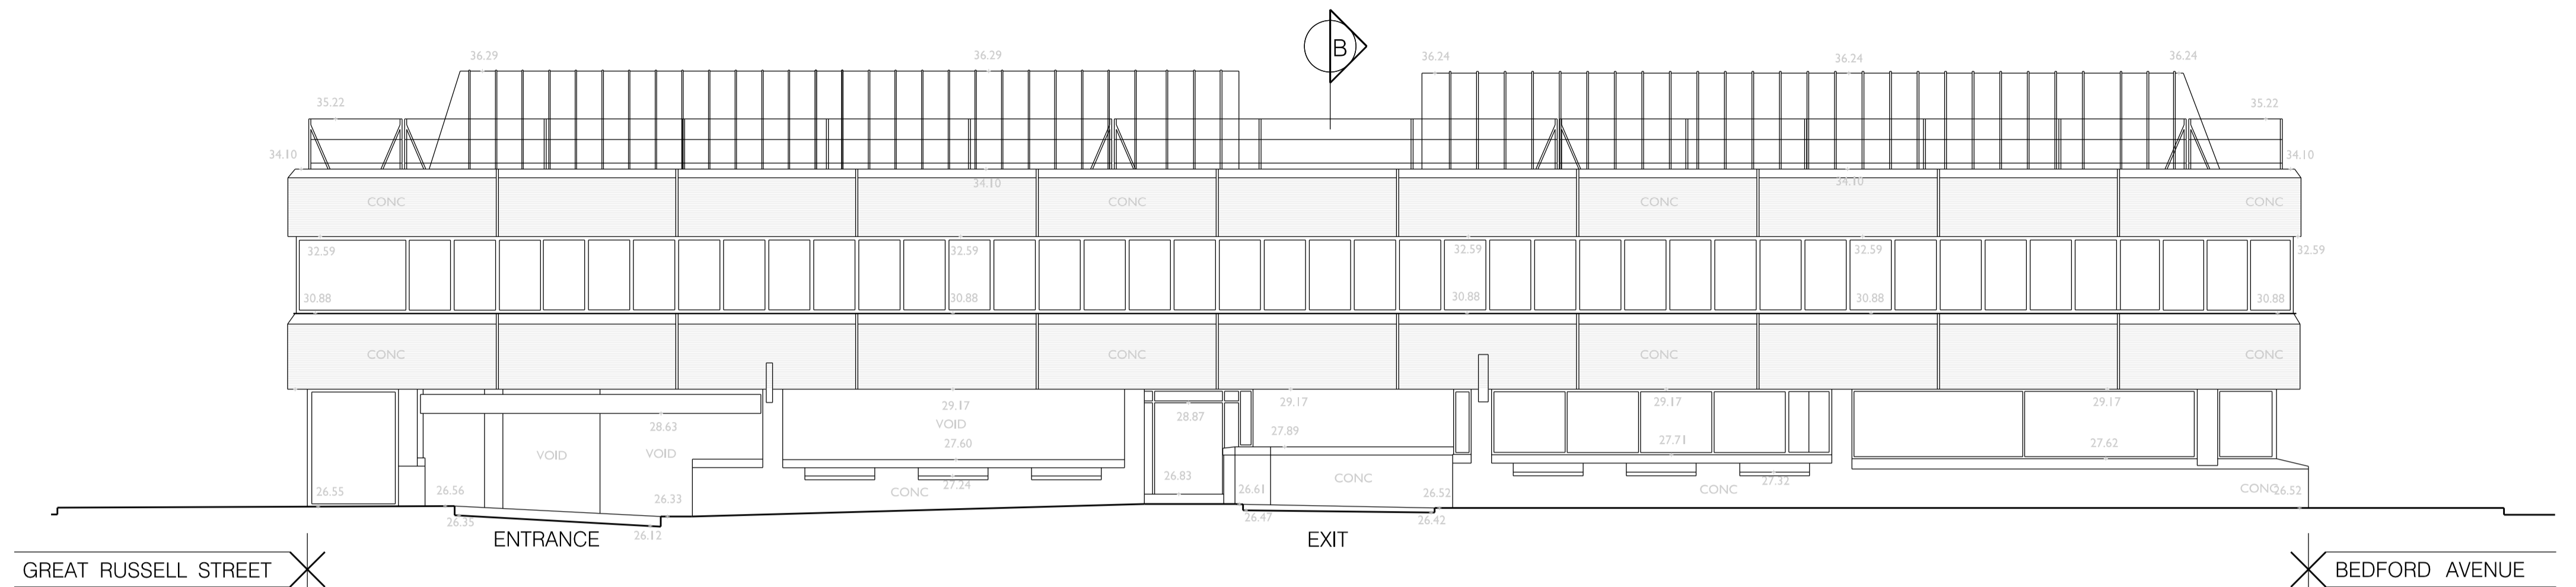 B
36.29 36.29 36.24 36.24 36.24
35.22 35.22
34.10 34.10 34.10 34.10
CONC CONC CONC CONC
32.59 32.59 32.59 32.59 32.59
30.88 30.88 30.88 30.88 30.88
CONC CONC CONC CONC
29.17 29.17 29.17 29.17
28.87
28.63 VOID 27.89
27.60 27.71 27.62
VOID VOID
26.83 CONC
27.24 27.32
26.55 26.56 26.33 CONC 26.61 26.52 CONC CONC 26.52
26.35 26.12 26.47 26.42
ENTRANCE EXIT
GREAT RUSSELL STREET BEDFORD AVENUE